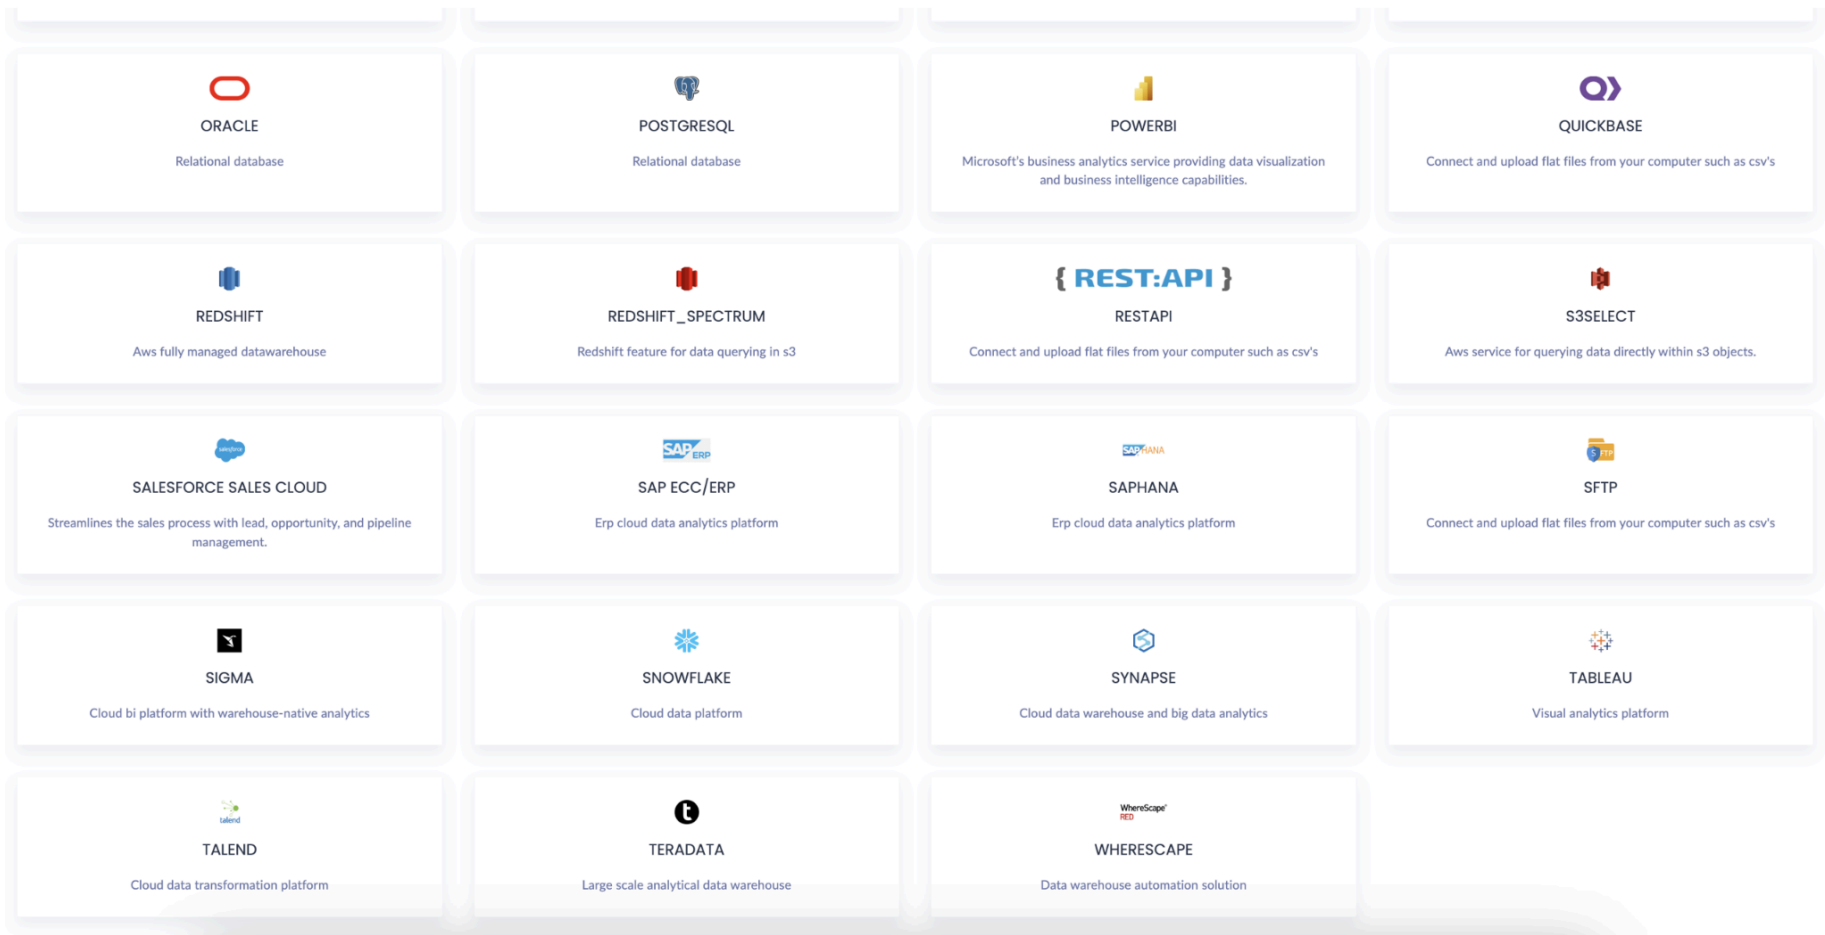 ORACLE
Relational database
POSTGRESQL
Relational database
POWERBI
Microsoft's business analytics service providing data visualization
and business intelligence capabilities.
QUICKBASE
Connect and upload flat files from your computer such as csv's
REDSHIFT
Aws fully managed datawarehouse
REDSHIFT_SPECTRUM
Redshift feature for data querying in s3
{ REST:API }
RESTAPI
Connect and upload flat files from your computer such as csv's
S3SELECT
Aws service for querying data directly within s3 objects.
salesforce
SALESFORCE SALES CLOUD
Streamlines the sales process with lead, opportunity, and pipeline
management.
SAP ERP
SAP ECC/ERP
Erp cloud data analytics platform
SAP HANA
SAPHANA
Erp cloud data analytics platform
SFTP
SFTP
Connect and upload flat files from your computer such as csv's
SIGMA
Cloud bi platform with warehouse-native analytics
SNOWFLAKE
Cloud data platform
SYNAPSE
Cloud data warehouse and big data analytics
TABLEAU
Visual analytics platform
talend
TALEND
Cloud data transformation platform
t
TERADATA
Large scale analytical data warehouse
WhereScape®
RED
WHERESCAPE
Data warehouse automation solution